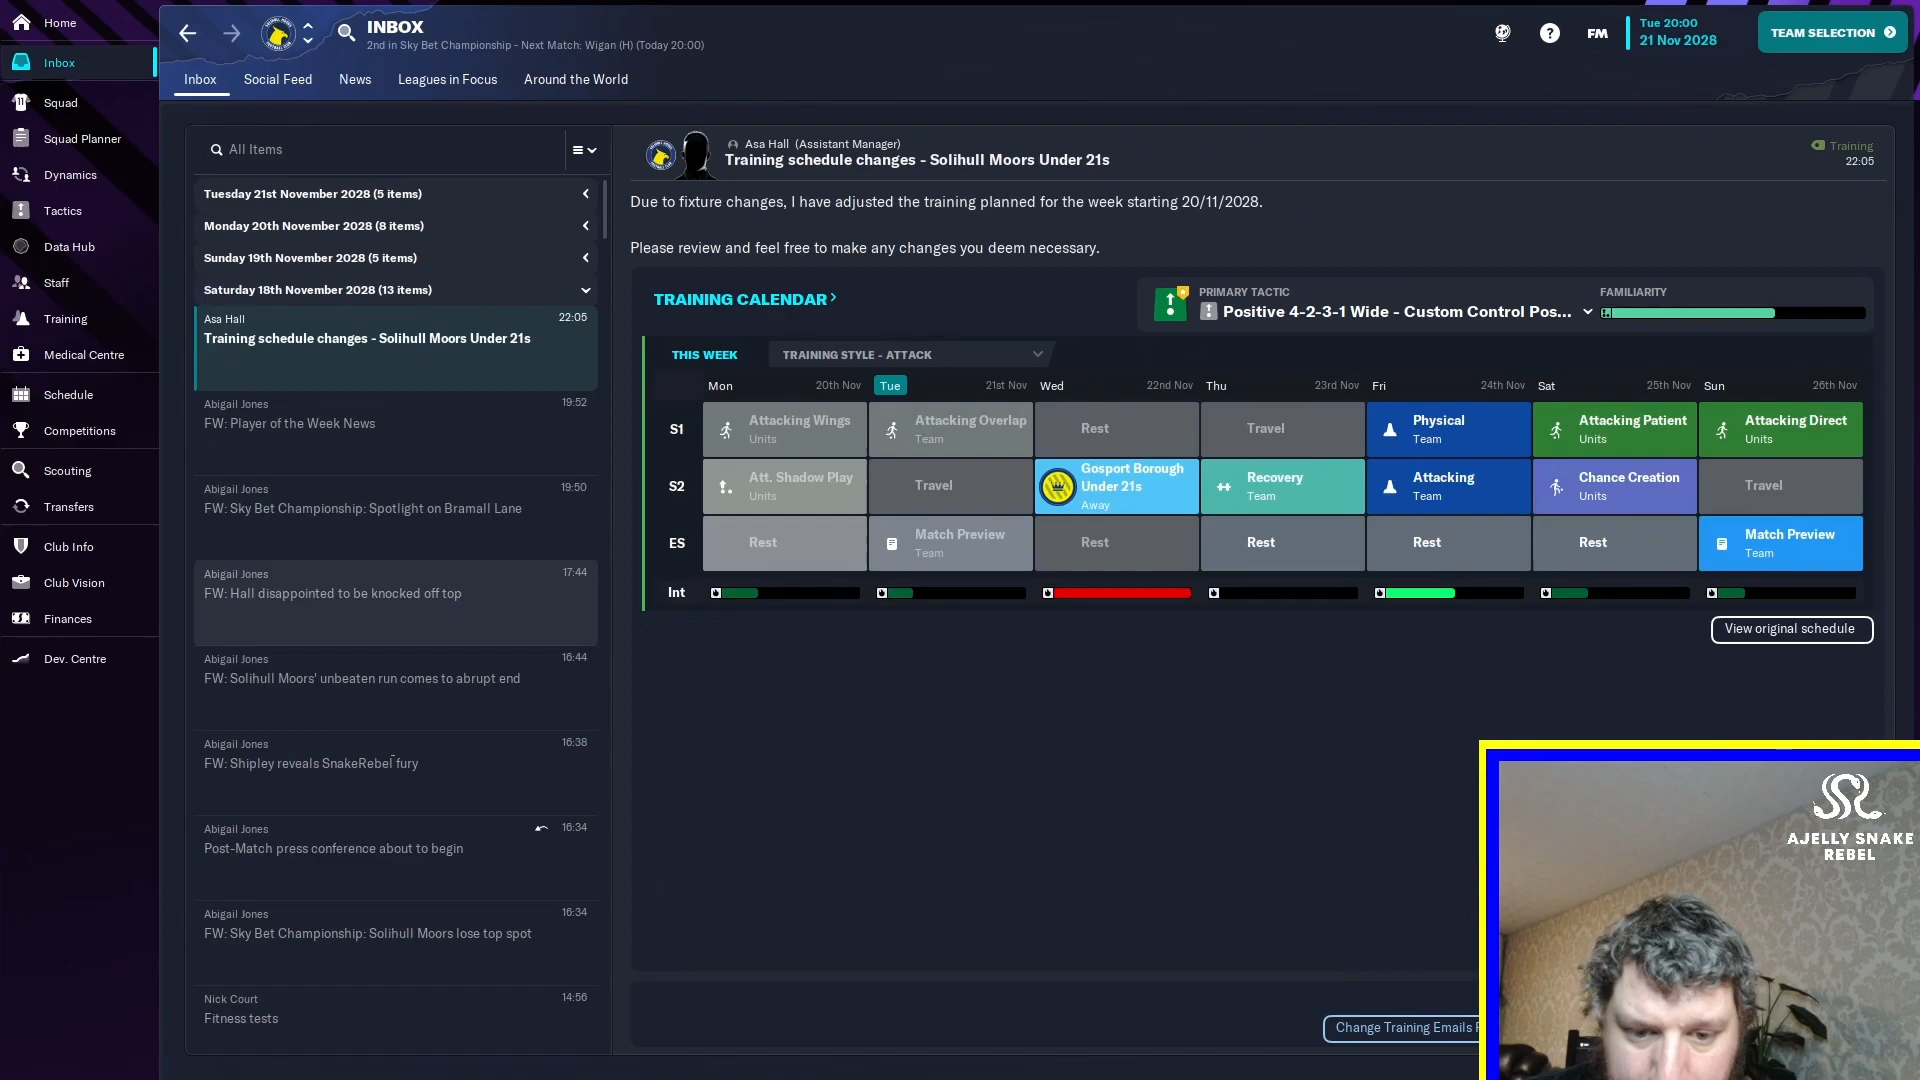 Home
Inbox
Squad
Squad Planner
Dynamics
Tactics
Data Hub
Staff
Training
Medical Centre
Schedule
Competitions
Scouting
Transfers
Club Info
Club Vision
Finances
Dev. Centre
INBOX
2nd in Sky Bet Championship - Next Match: Wigan (H) (Today 20:00)
FM
Tue 20:00
21 Nov 2028
TEAM SELECTION
Inbox
Social Feed
News
Leagues in Focus
Around the World
All Items
Tuesday 21st November 2028 (5 items)
Monday 20th November 2028 (8 items)
Sunday 19th November 2028 (5 items)
Saturday 18th November 2028 (13 items)
Asa Hall 22:05
Training schedule changes - Solihull Moors Under 21s
Abigail Jones 19:52
FW: Player of the Week News
Abigail Jones 19:50
FW: Sky Bet Championship: Spotlight on Bramall Lane
Abigail Jones 17:44
FW: Hall disappointed to be knocked off top
Abigail Jones 16:44
FW: Solihull Moors' unbeaten run comes to abrupt end
Abigail Jones 16:38
FW: Shipley reveals SnakeRebel fury
Abigail Jones 16:34
Post-Match press conference about to begin
Abigail Jones 16:34
FW: Sky Bet Championship: Solihull Moors lose top spot
Nick Court 14:56
Fitness tests
Asa Hall (Assistant Manager)
Training schedule changes - Solihull Moors Under 21s
Training
22:05
Due to fixture changes, I have adjusted the training planned for the week starting 20/11/2028.
Please review and feel free to make any changes you deem necessary.
TRAINING CALENDAR
PRIMARY TACTIC
Positive 4-2-3-1 Wide - Custom Control Pos...
FAMILIARITY
THIS WEEK
TRAINING STYLE - ATTACK
Mon 20th Nov Tue 21st Nov Wed 22nd Nov Thu 23rd Nov Fri 24th Nov Sat 25th Nov Sun 26th Nov
S1
Attacking Wings
Units
Attacking Overlap
Team
Rest
Travel
Physical
Team
Attacking Patient
Units
Attacking Direct
Units
S2
Att. Shadow Play
Units
Travel
Gosport Borough
Under 21s
Away
Recovery
Team
Attacking
Team
Chance Creation
Units
Travel
ES
Rest
Match Preview
Team
Rest
Rest
Rest
Rest
Match Preview
Team
Int
View original schedule
Change Training Emails
AJELLY SNAKE
REBEL